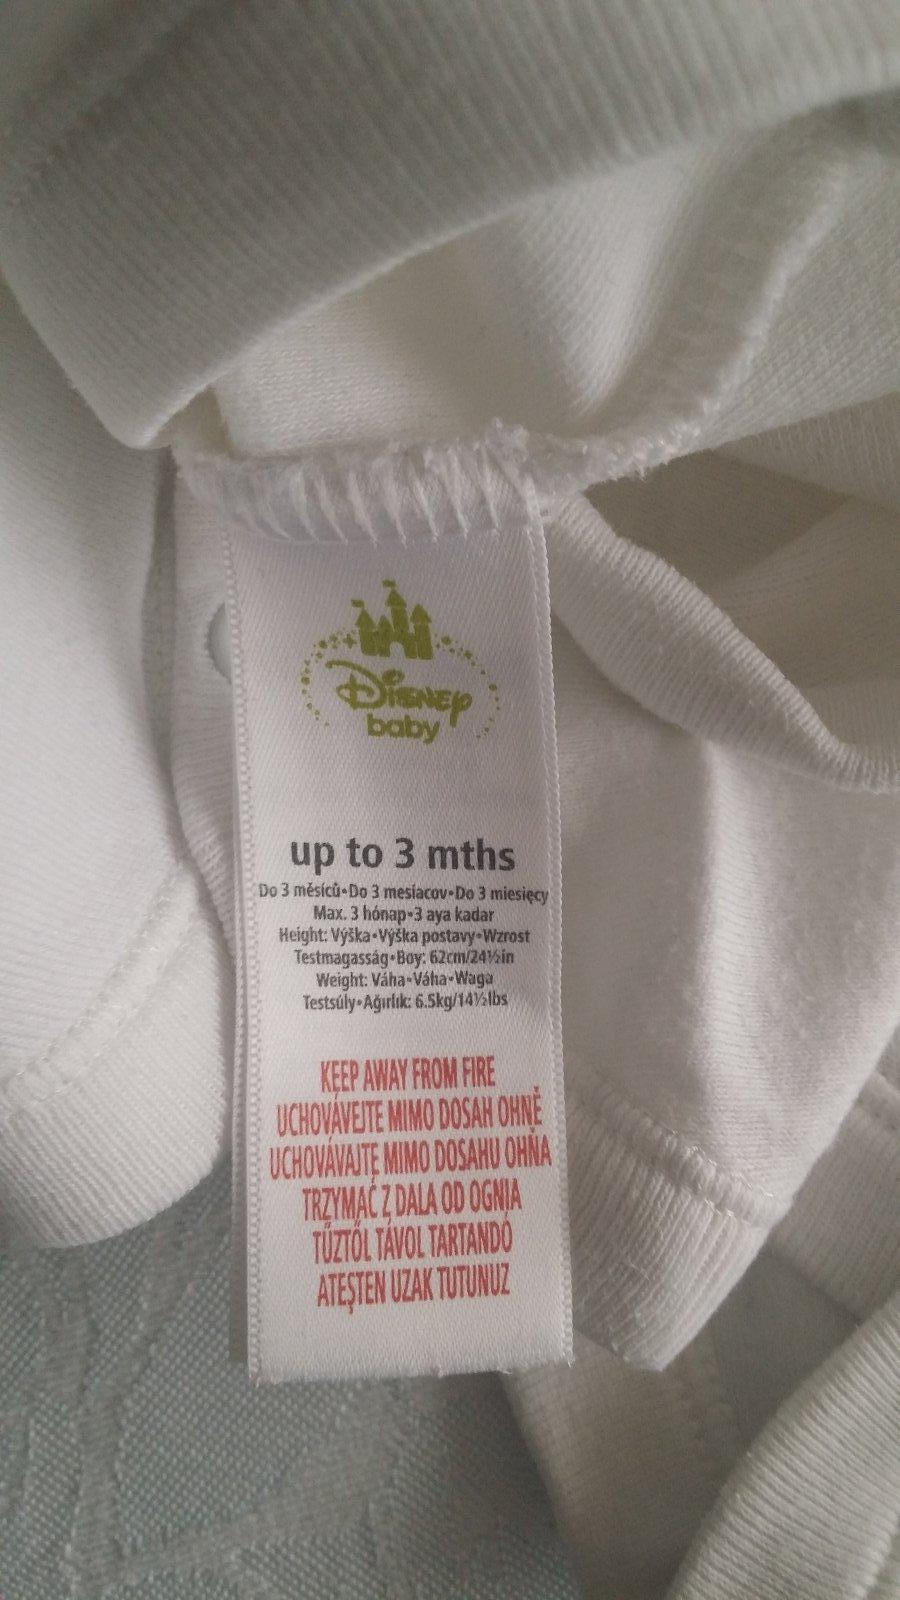 Disney
baby
up to 3 mths
Do 3 měsíců•Do 3 mesiacov•Do 3 miesięcy
Max. 3 hónap•3 aya kadar
Height: Výška•Výška postavy•Wzrost
Testmagasság•Boy: 62cm/24½in
Weight: Váha•Váha•Waga
Testsúly•Ağırlık: 6.5kg/14½lbs
KEEP AWAY FROM FIRE
UCHOVÁVEJTE MIMO DOSAH OHNĚ
UCHOVÁVAJTE MIMO DOSAHU OHŇA
TRZYMAĆ Z DALA OD OGNIA
TŰZTŐL TÁVOL TARTANDÓ
ATEŞTEN UZAK TUTUNUZ